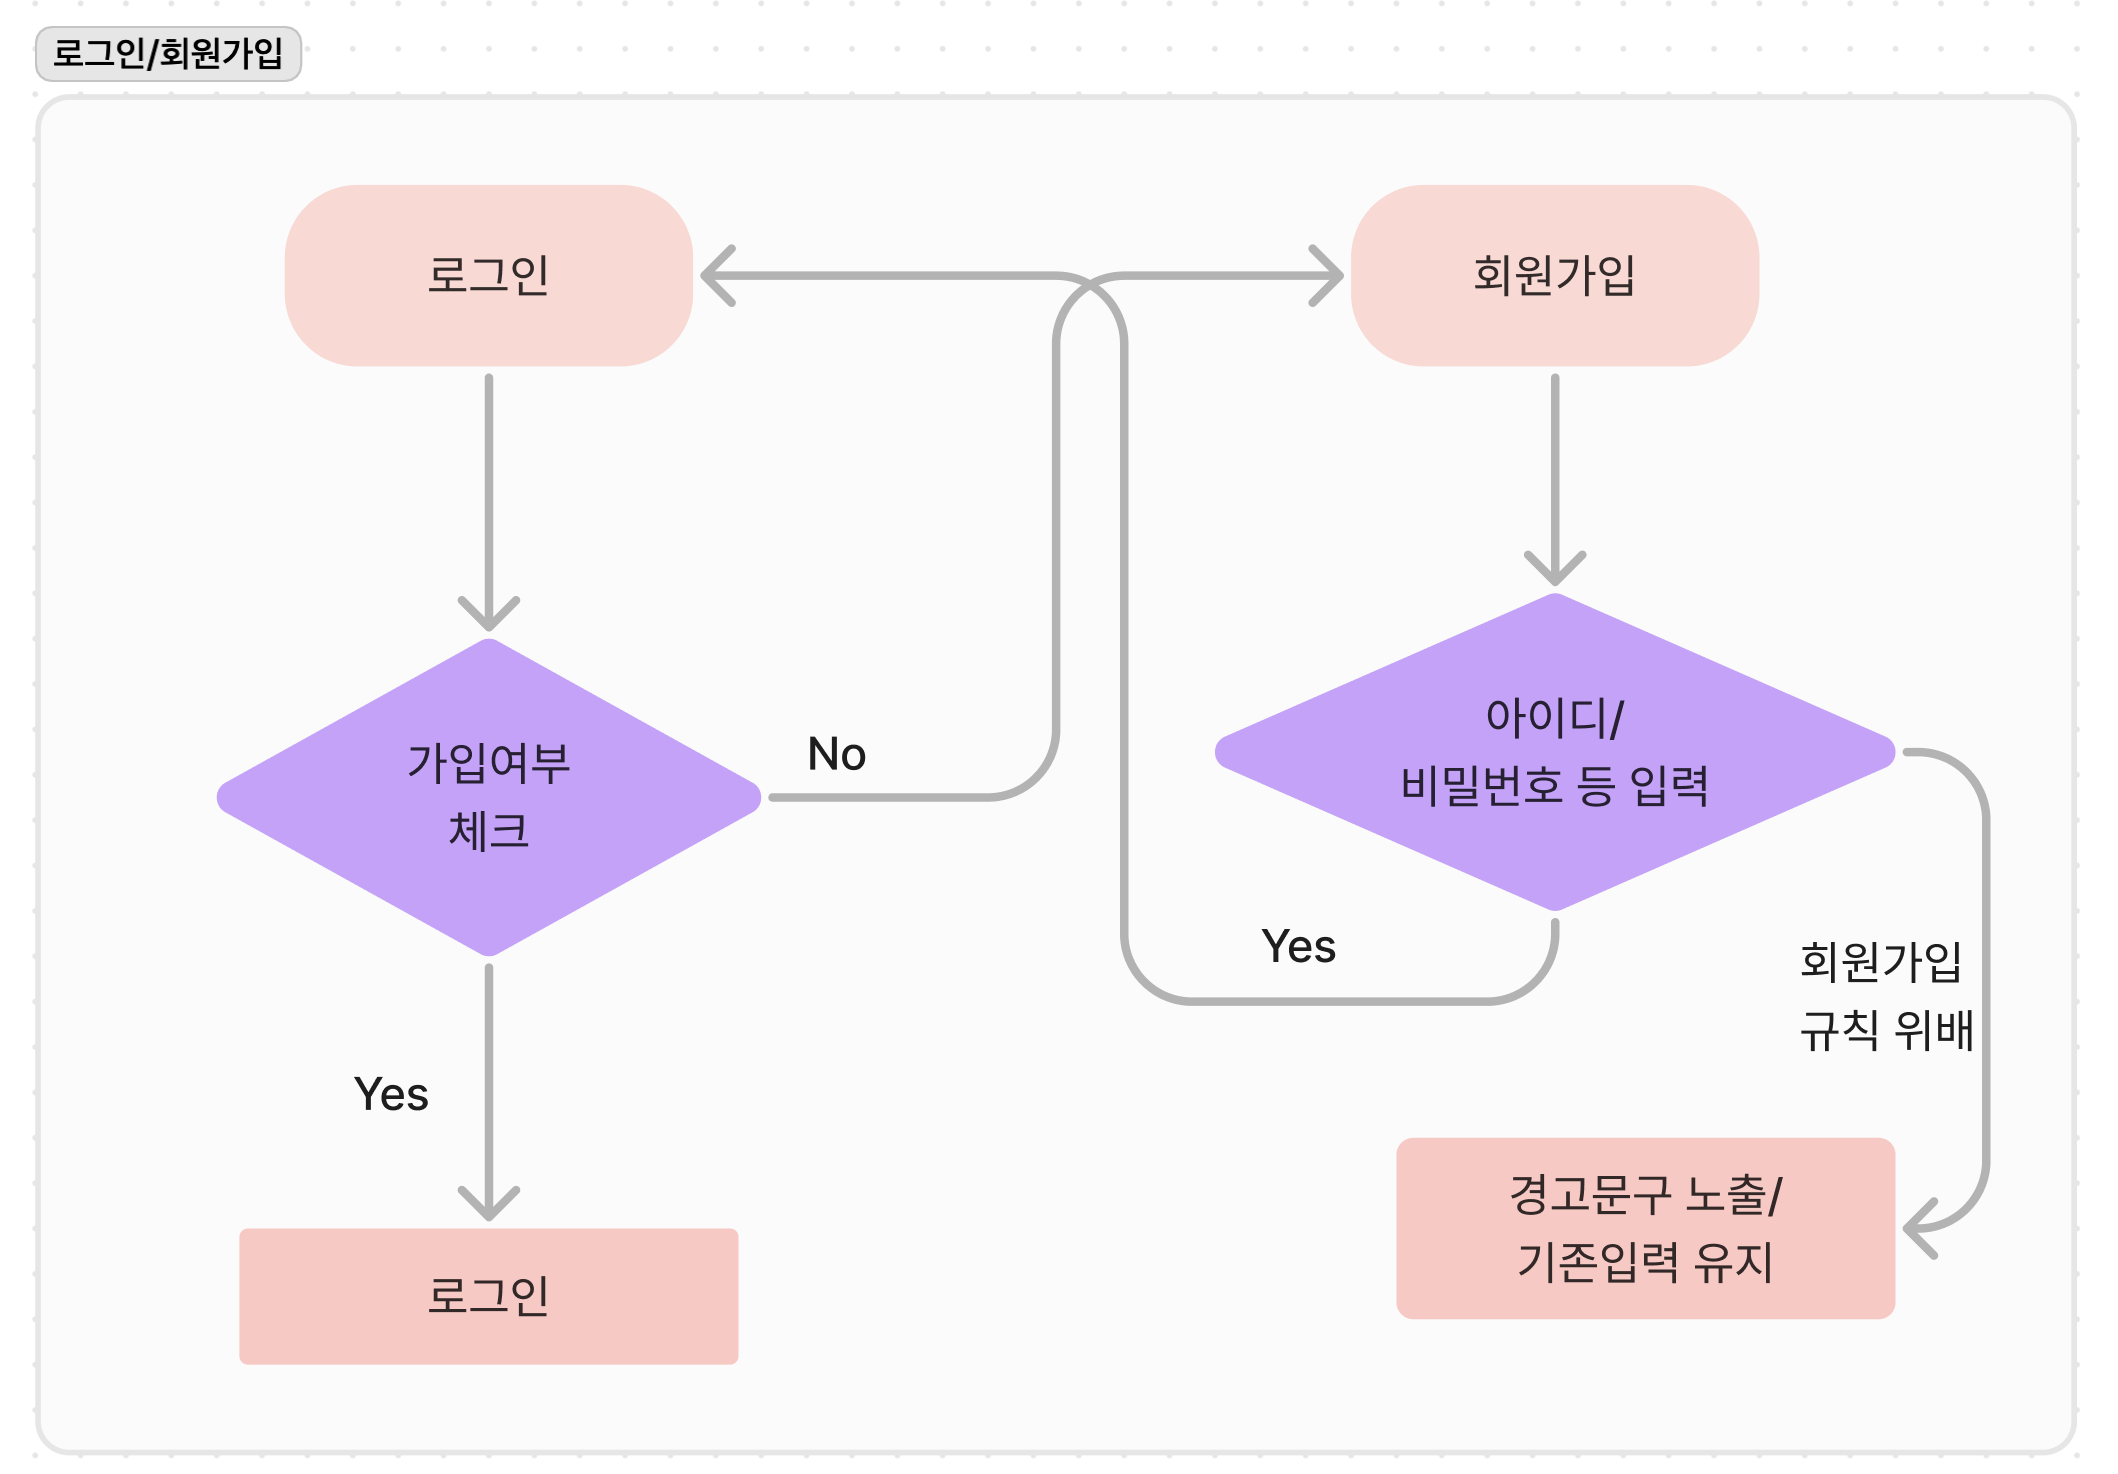 로그인/회원가입
로그인
회원가입
가입여부
체크
No
아이디/
비밀번호 등 입력
Yes
회원가입
규칙 위배
Yes
로그인
경고문구 노출/
기존입력 유지